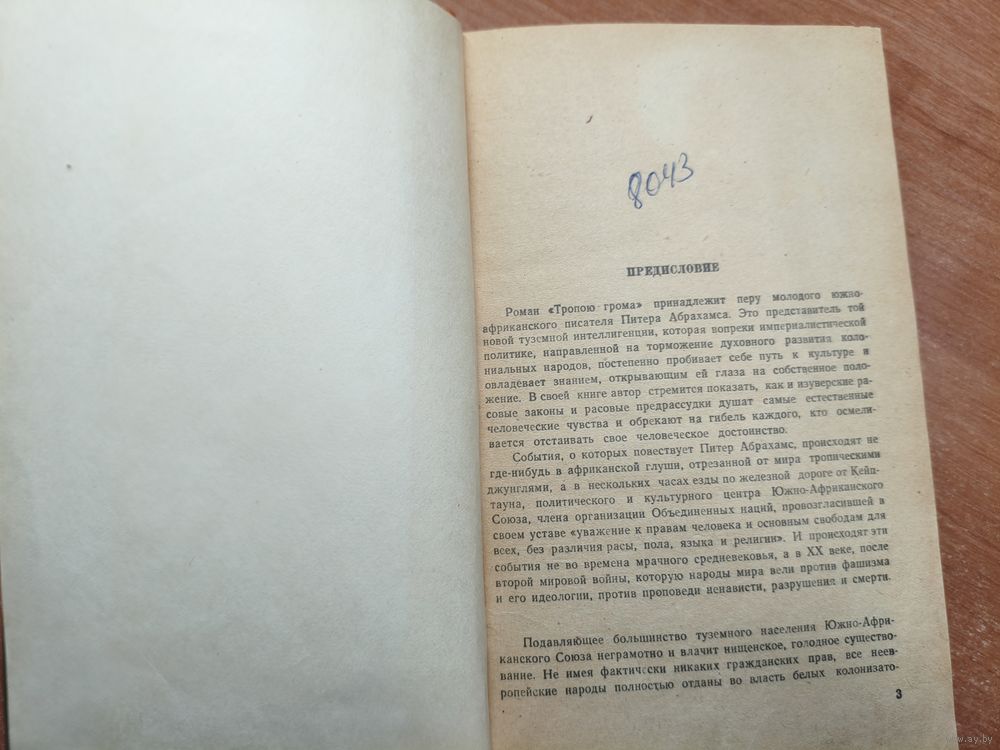 8043
ПРЕДИСЛОВИЕ
Роман «Тропою грома» принадлежит перу молодого южно-
африканского писателя Питера Абрахамса. Это представитель той
новой туземной интеллигенции, которая вопреки империалистической
политике, направленной на торможение духовного развития коло-
ниальных народов, постепенно пробивает себе путь к культуре и
овладевает знанием, открывающим ей глаза на собственное поло-
жение. В своей книге автор стремится показать, как и изуверские ра-
совые законы и расовые предрассудки душат самые естественные
человеческие чувства и обрекают на гибель каждого, кто осмели-
вается отстаивать свое человеческое достоинство.
События, о которых повествует Питер Абрахамс, происходят не
где-нибудь в африканской глуши, отрезанной от мира тропическими
джунглями, а в нескольких часах езды по железной дороге от Кейп-
тауна, политического и культурного центра Южно-Африканского
Союза, члена организации Объединенных наций, провозгласившей в
своем уставе «уважение к правам человека и основным свободам для
всех, без различия расы, пола, языка и религии». И происходят эти
события не во времена мрачного средневековья, а в XX веке, после
второй мировой войны, которую народы мира вели против фашизма
и его идеологии, против проповеди ненависти, разрушения и смерти.
Подавляющее большинство туземного населения Южно-Афри-
канского Союза неграмотно и влачит нищенское, голодное существо-
вание. Не имея фактически никаких гражданских прав, все неев-
ропейские народы полностью отданы во власть белых колонизато-
3
www.ay.by